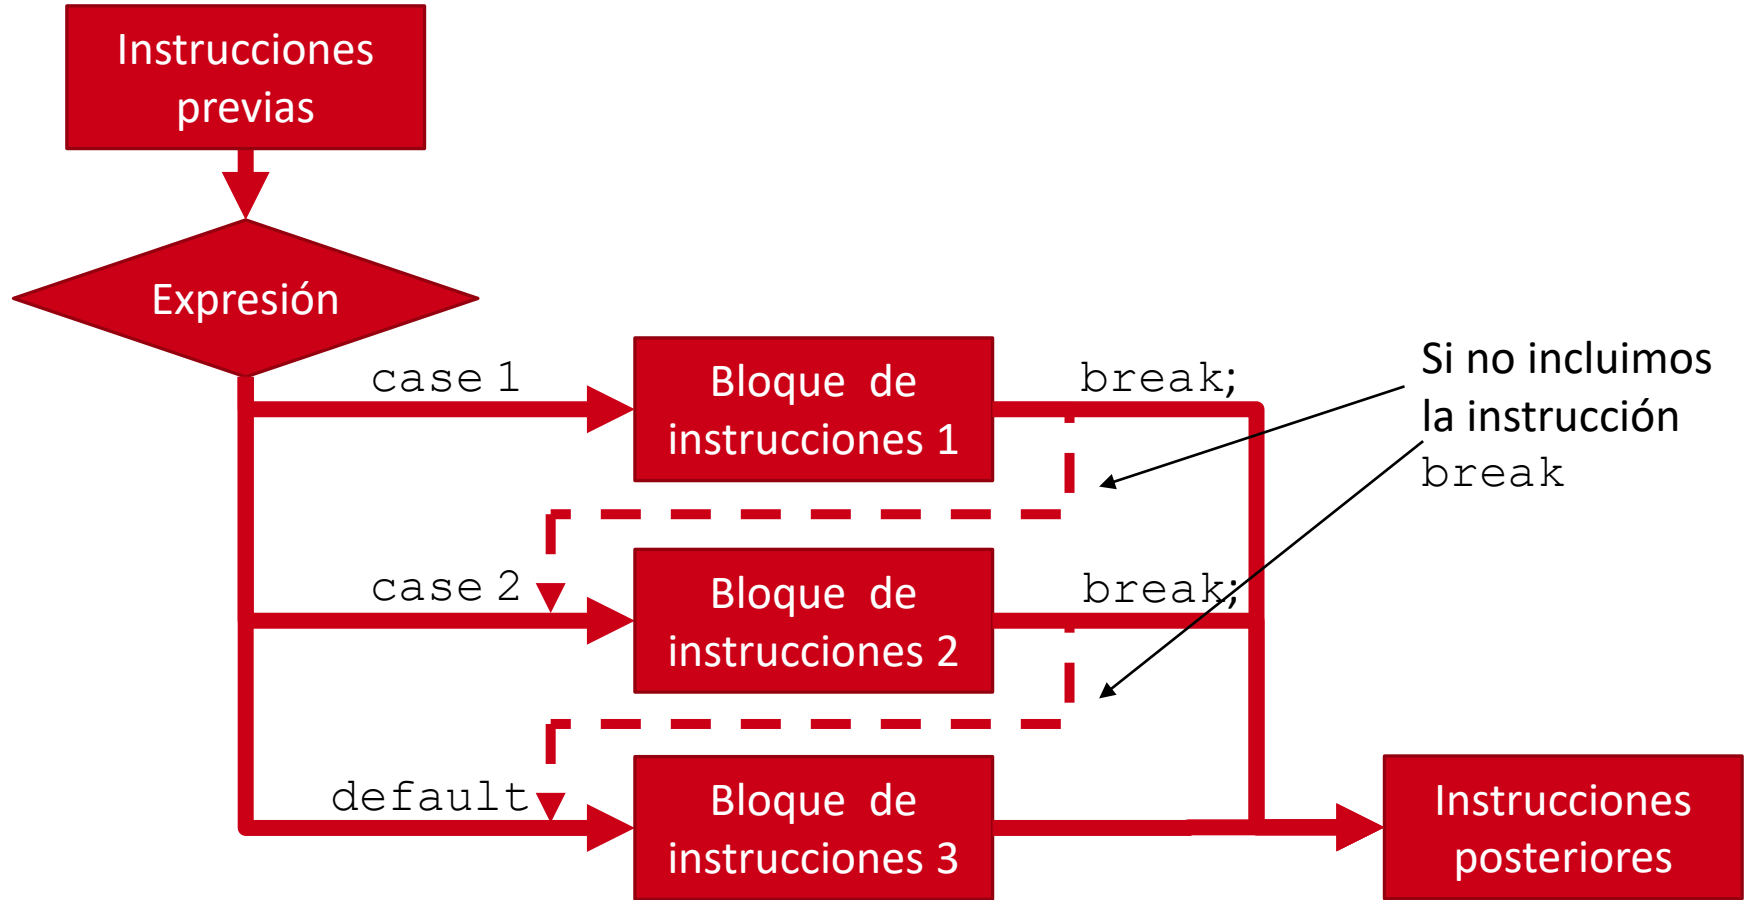 Instrucciones
previas
Expresión
case 1
Bloque de
instrucciones 1
break;
Si no incluimos
la instrucción
break
case 2
Bloque de
instrucciones 2
break;
default
Bloque de
instrucciones 3
Instrucciones
posteriores